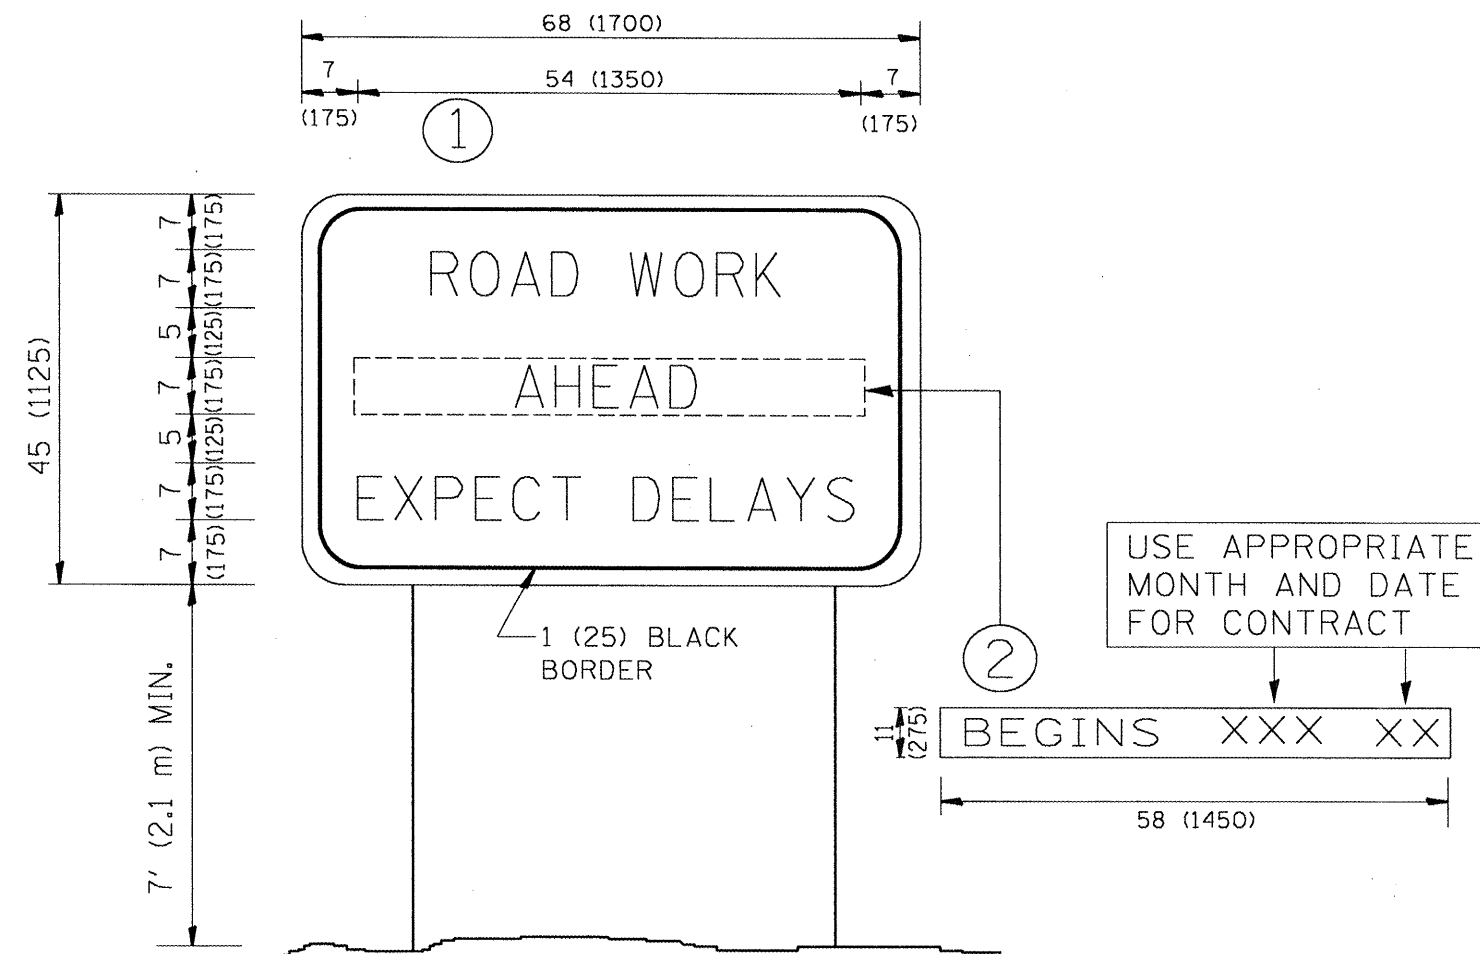 68 (1700)
7 54 (1350) 7
(175) (175)
1
7 (175)
7 (175)
5 (125)
7 (175)
5 (125)
7 (175)
7 (175)
45 (1125)
ROAD WORK
AHEAD
EXPECT DELAYS
1 (25) BLACK
BORDER
7' (2.1 m) MIN.
2
USE APPROPRIATE
MONTH AND DATE
FOR CONTRACT
11
(275)
BEGINS XXX XX
58 (1450)